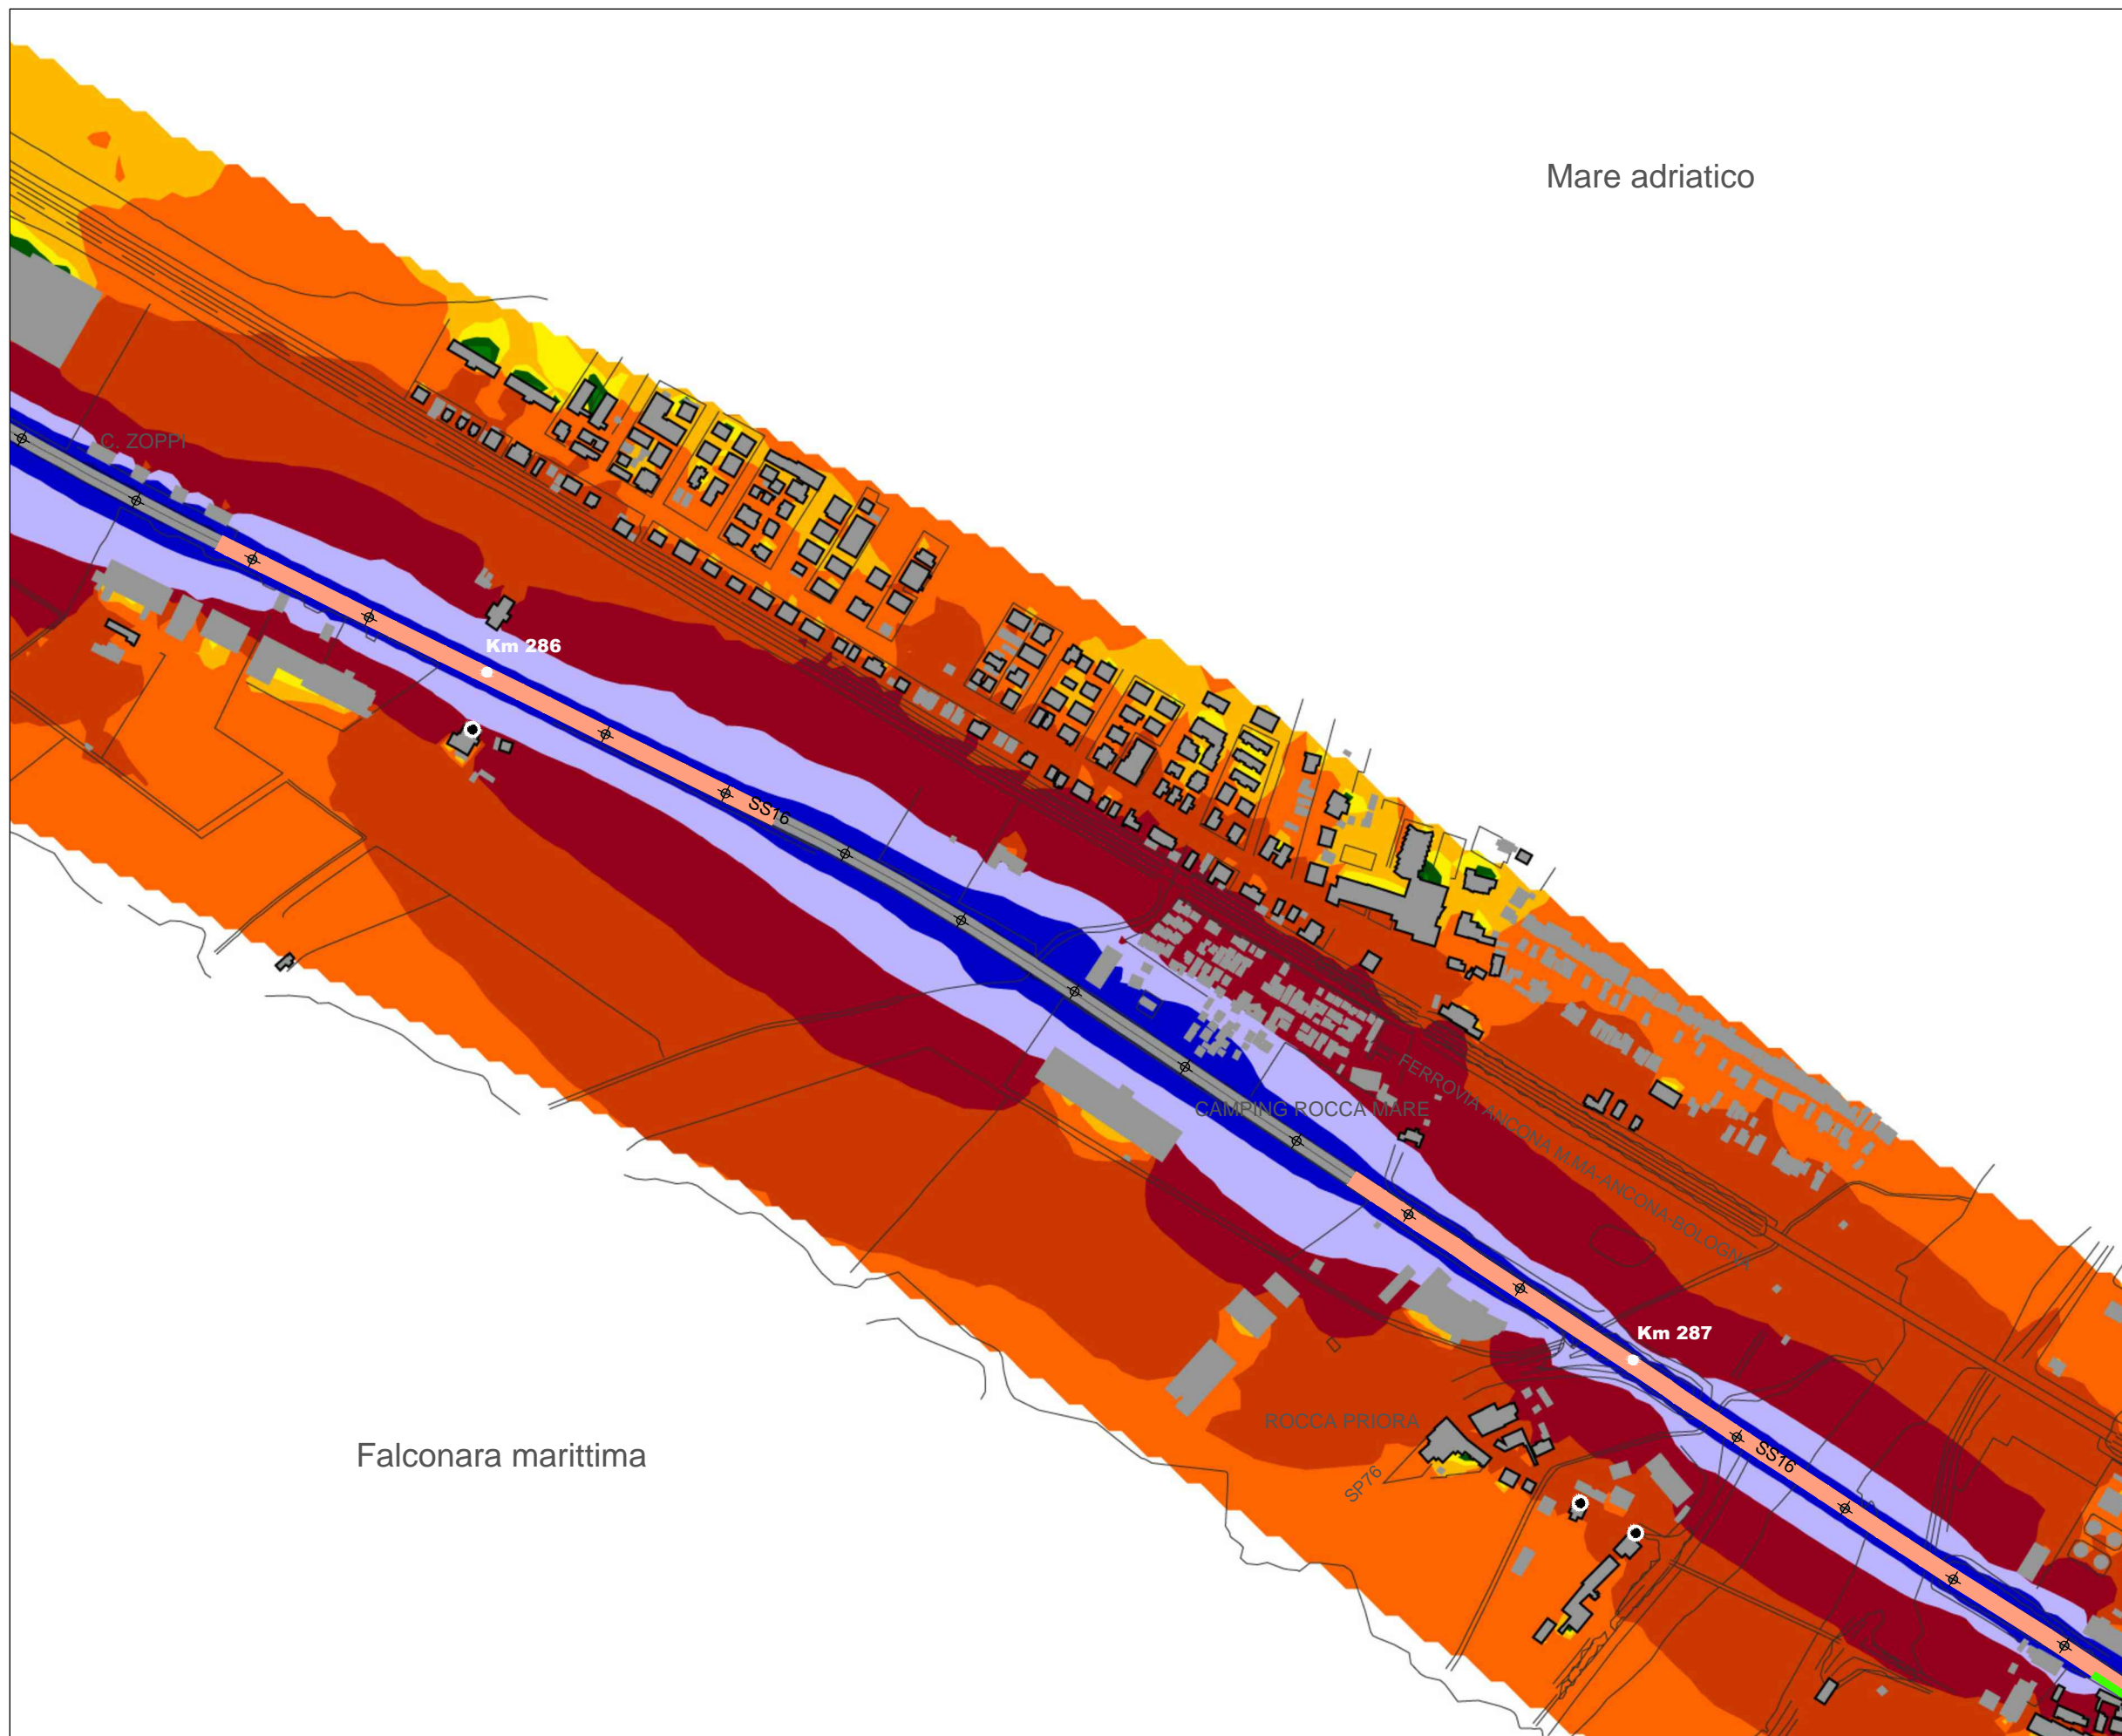 Mare adriatico
C. ZOPPI
Km 286
SS16
FERROVIA ANCONA M.MA-ANCONA-BOLOGNA
CAMPING ROCCA MARE
Km 287
ROCCA PRIORA
SS16
Falconara marittima
SP76